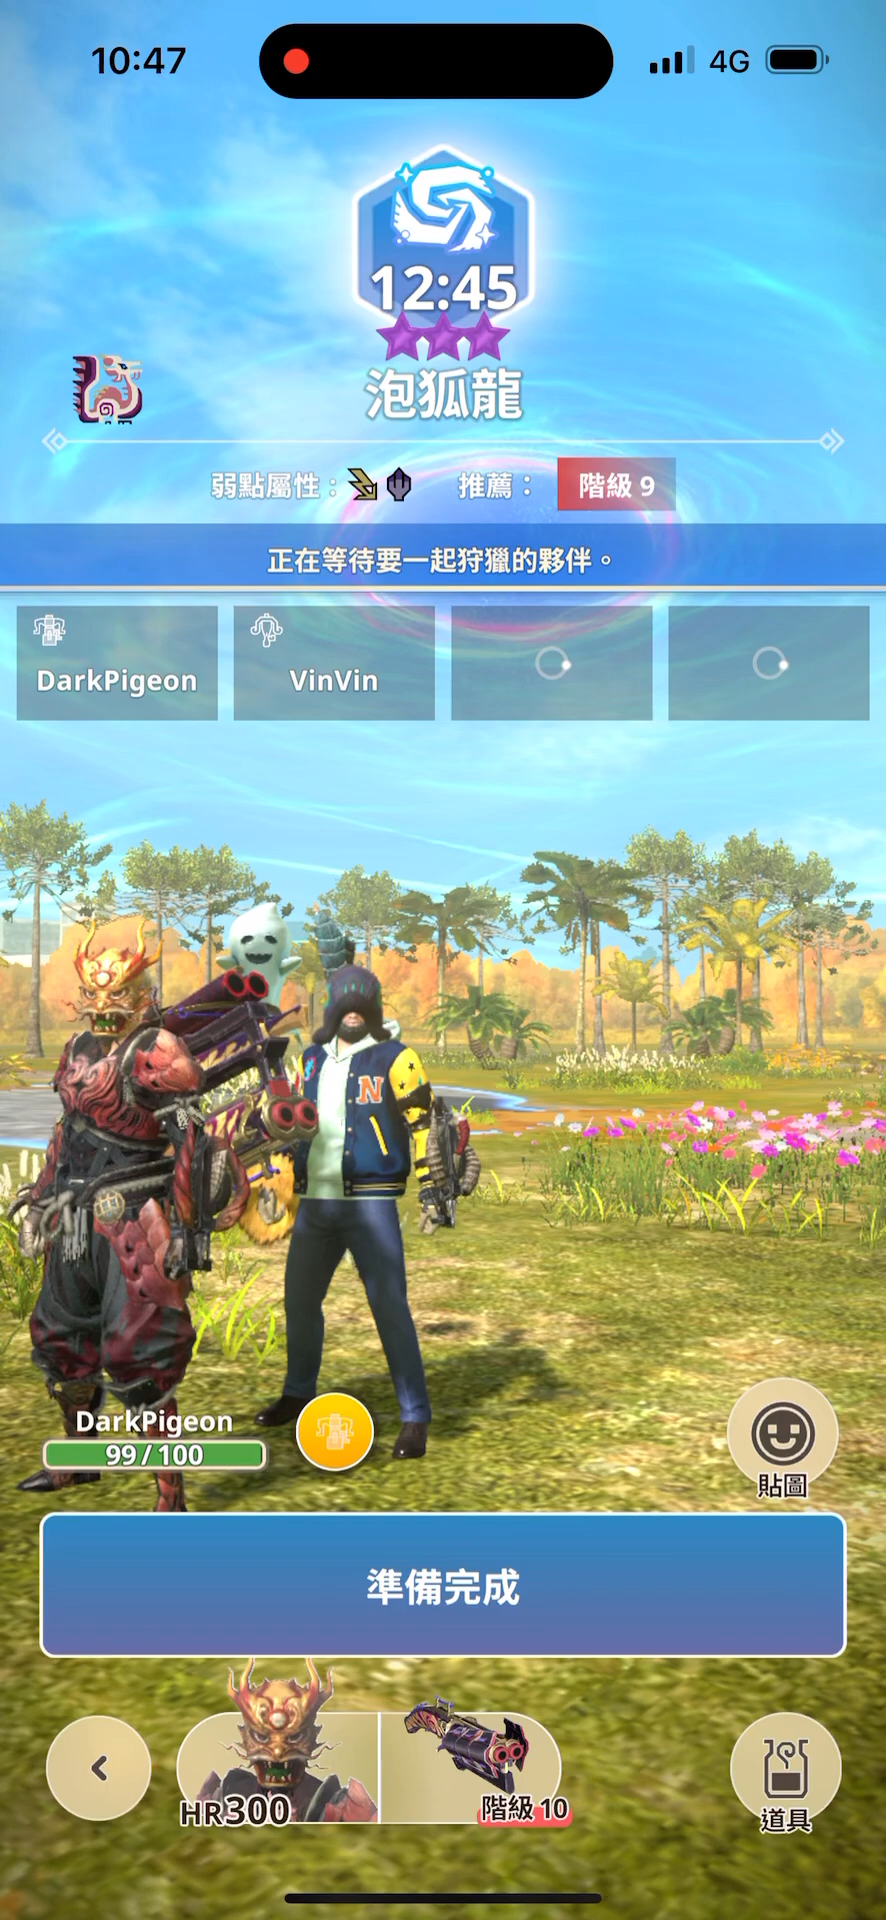 10:47
4G
12:45
泡狐龍
弱點屬性：
推薦：
階級 9
正在等待要一起狩獵的夥伴。
DarkPigeon
VinVin
N
DarkPigeon
99/100
貼圖
準備完成
HR300
階級 10
道具